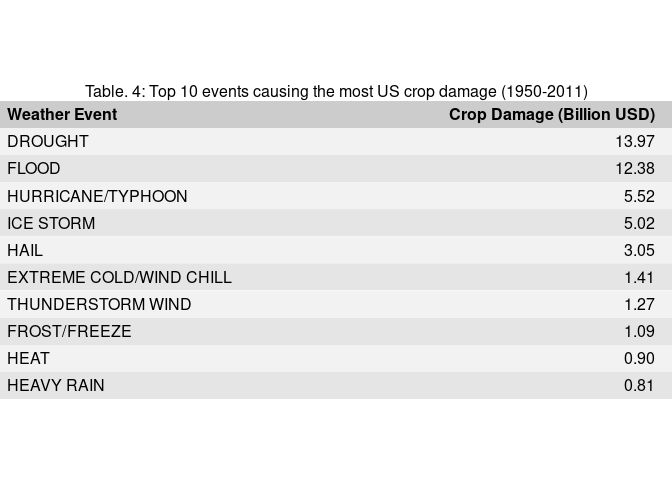 Table. 4: Top 10 events causing the most US crop damage (1950-2011)
Weather Event Crop Damage (Billion USD)
DROUGHT 13.97
FLOOD 12.38
HURRICANE/TYPHOON 5.52
ICE STORM 5.02
HAIL 3.05
EXTREME COLD/WIND CHILL 1.41
THUNDERSTORM WIND 1.27
FROST/FREEZE 1.09
HEAT 0.90
HEAVY RAIN 0.81